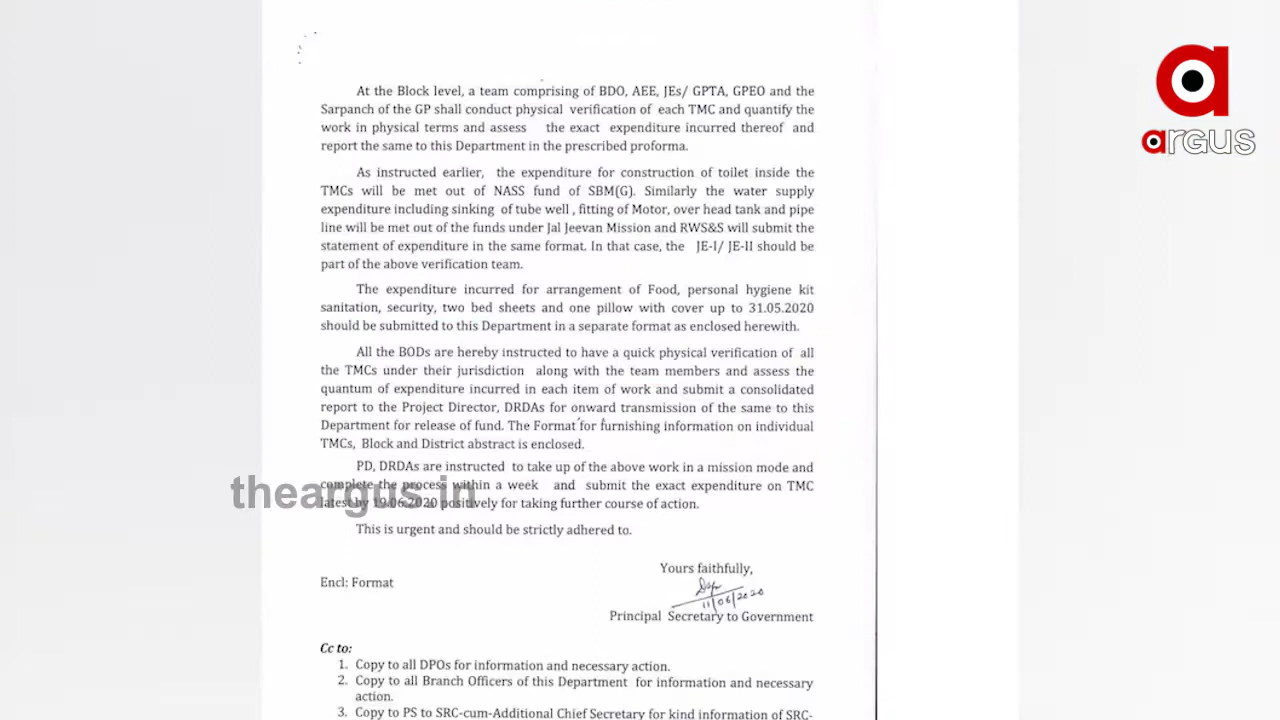 At the Block level, a team comprising of BDO, AEE, JEs/ GPTA, GPEO and the
Sarpanch of the GP shall conduct physical verification of each TMC and quantify the
work in physical terms and assess the exact expenditure incurred thereof and
report the same to this Department in the prescribed proforma.
As instructed earlier, the expenditure for construction of toilet inside the
TMCs will be met out of NASS fund of SBM(G). Similarly the water supply
expenditure including sinking of tube well , fitting of Motor, over head tank and pipe
line will be met out of the funds under Jal Jeevan Mission and RWS&S will submit the
statement of expenditure in the same format. In that case, the JE-I/ JE-II should be
part of the above verification team.
The expenditure incurred for arrangement of Food, personal hygiene kit
sanitation, security, two bed sheets and one pillow with cover up to 31.05.2020
should be submitted to this Department in a separate format as enclosed herewith.
All the BODs are hereby instructed to have a quick physical verification of all
the TMCs under their jurisdiction along with the team members and assess the
quantum of expenditure incurred in each item of work and submit a consolidated
report to the Project Director, DRDAs for onward transmission of the same to this
Department for release of fund. The Format for furnishing information on individual
TMCs, Block and District abstract is enclosed.
PD, DRDAs are instructed to take up of the above work in a mission mode and
complete the process within a week and submit the exact expenditure on TMC
latest by 19.06.2020 positively for taking further course of action.
This is urgent and should be strictly adhered to.
Yours faithfully,
Encl: Format
11/06/2020
Principal Secretary to Government
Cc to:
1. Copy to all DPOs for information and necessary action.
2. Copy to all Branch Officers of this Department for information and necessary
action.
3. Copy to PS to SRC-cum-Additional Chief Secretary for kind information of SRC-
theargus.in
a
argus